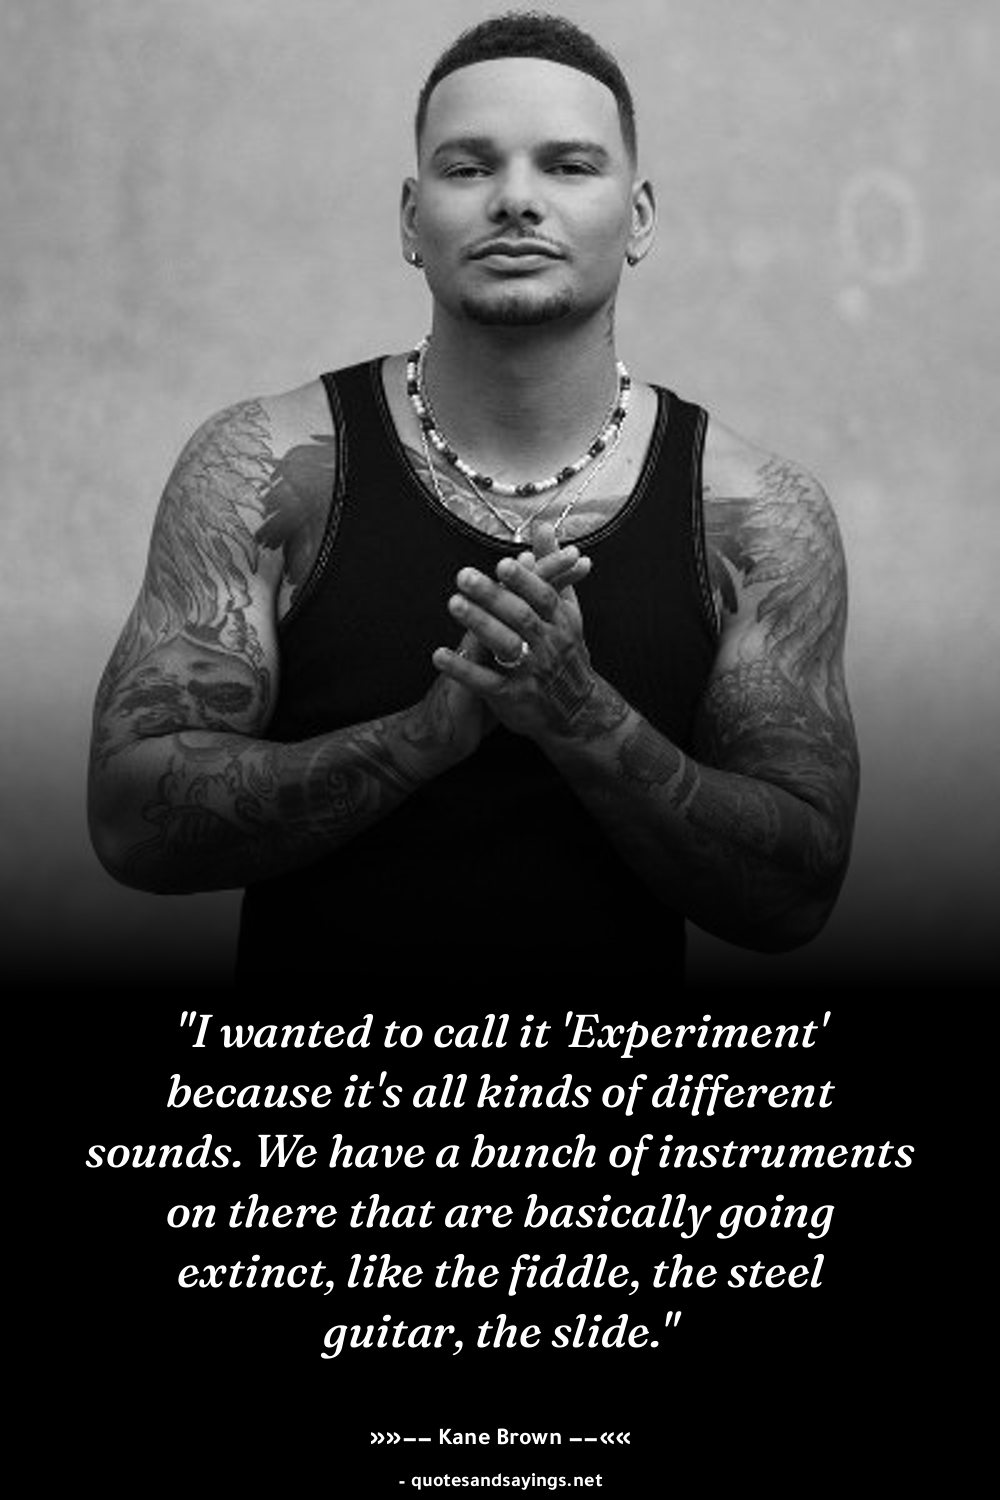 "I wanted to call it 'Experiment'
because it's all kinds of different
sounds. We have a bunch of instruments
on there that are basically going
extinct, like the fiddle, the steel
guitar, the slide."
»»−− Kane Brown −−««
- quotesandsayings.net